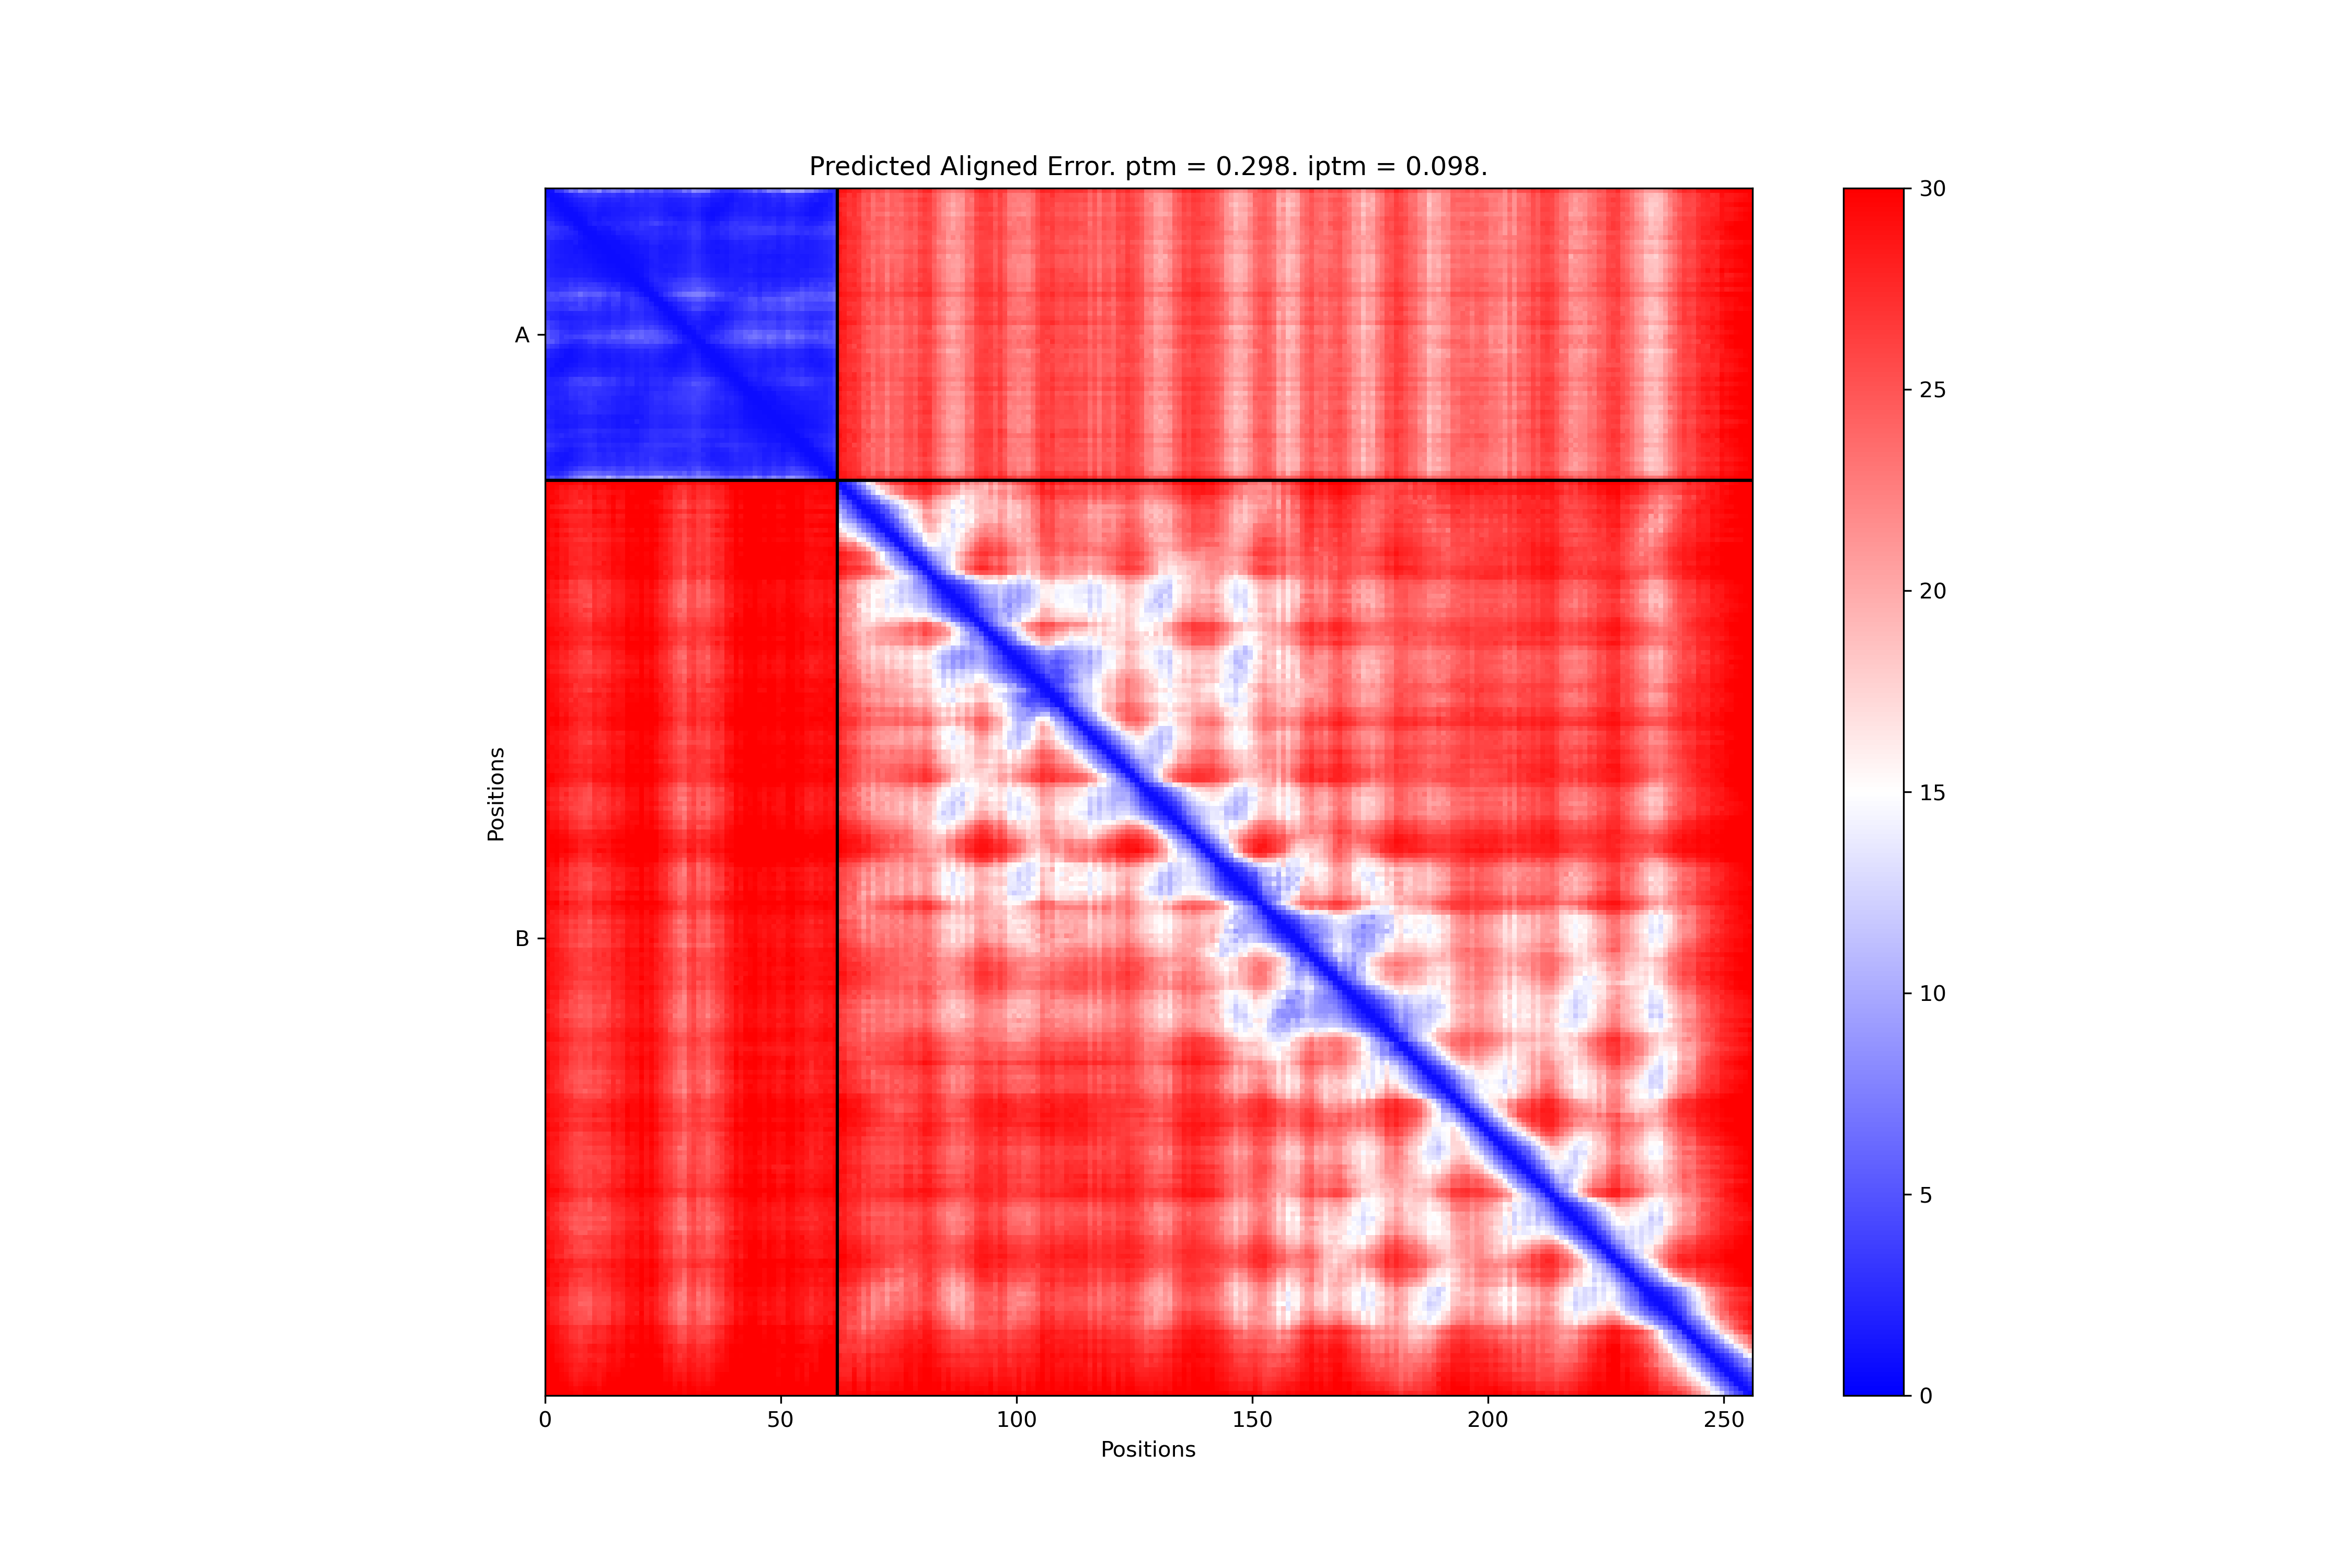 Predicted Aligned Error. ptm = 0.298. iptm = 0.098.
A
B
Positions
0 50 100 150 200 250
Positions
30
25
20
15
10
5
0